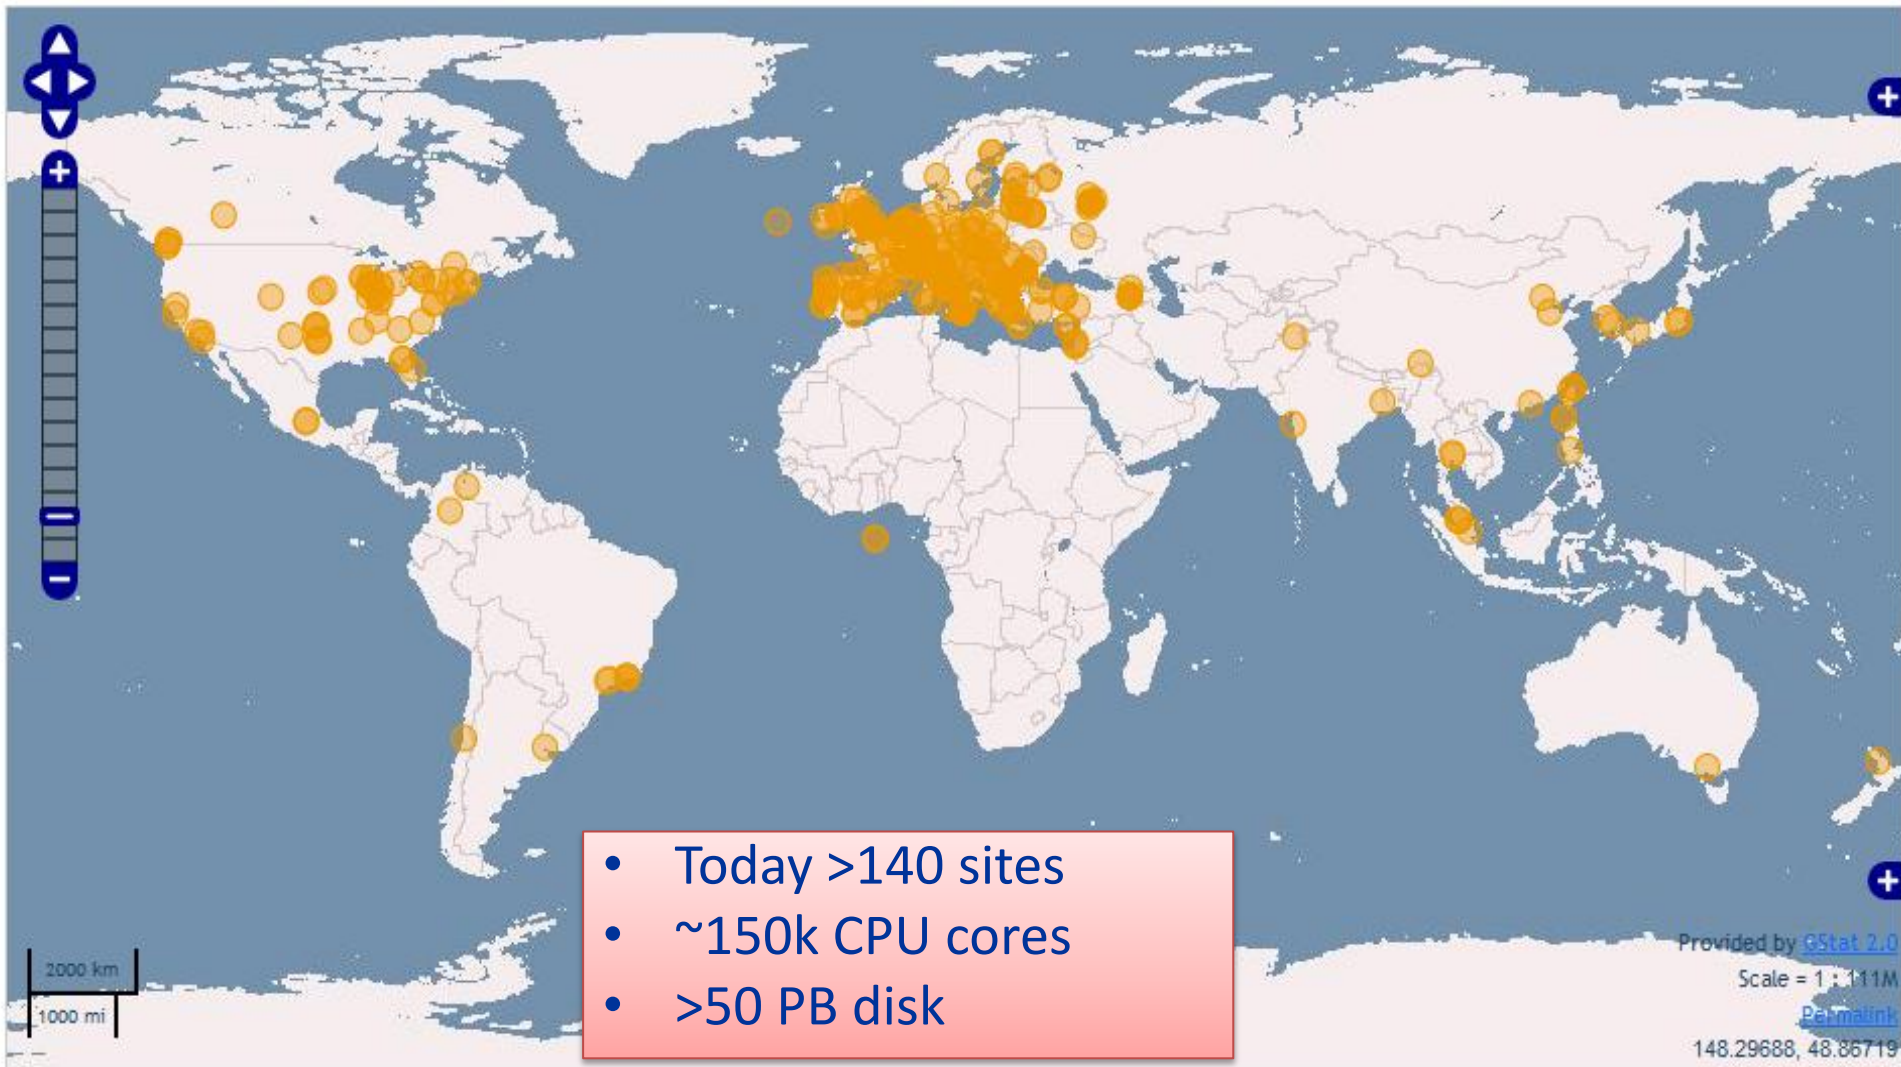 • Today >140 sites
• ~150k CPU cores
• >50 PB disk
2000 km
1000 mi
Provided by GStat 2.0
Scale = 1 : 111M
Permalink
148.29688, 48.86719